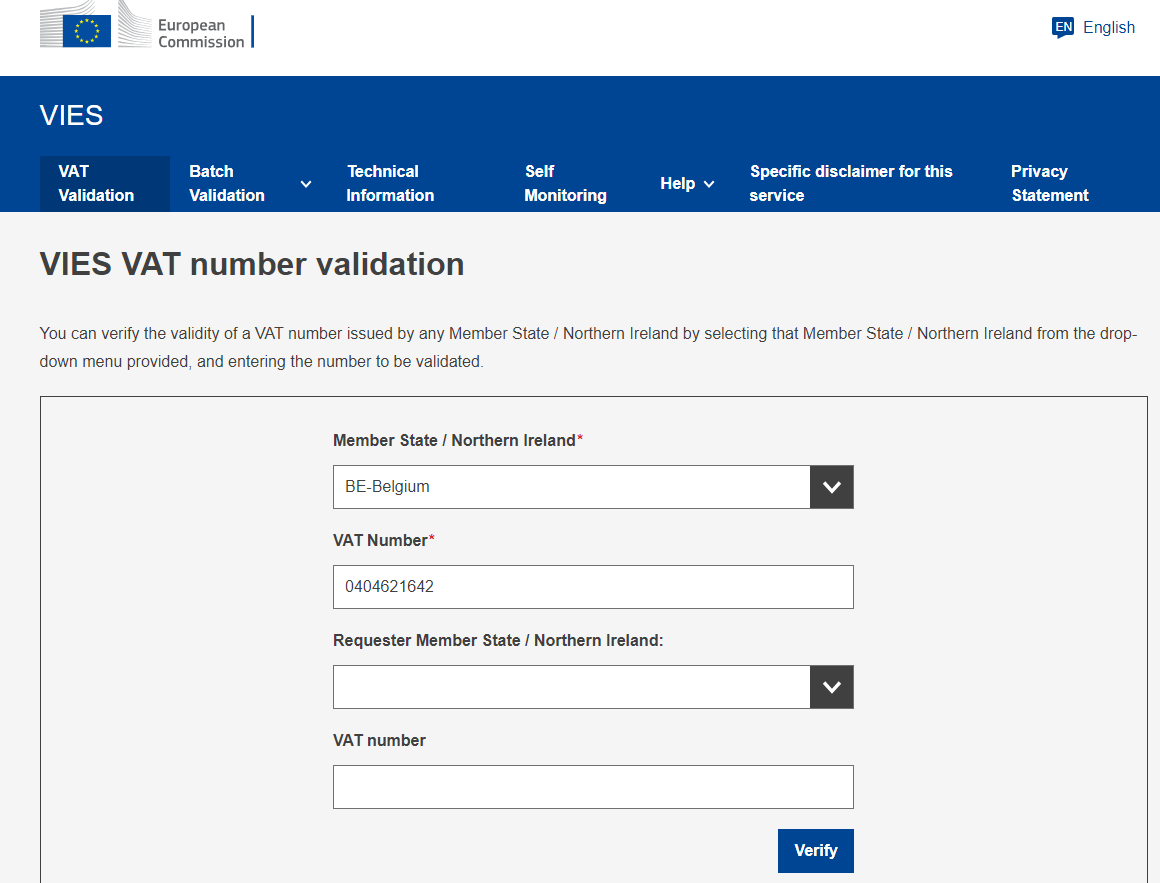 European
Commission
EN English
VIES
VAT
Validation
Batch
Validation
Technical
Information
Self
Monitoring
Help
Specific disclaimer for this
service
Privacy
Statement
VIES VAT number validation
You can verify the validity of a VAT number issued by any Member State / Northern Ireland by selecting that Member State / Northern Ireland from the drop-
down menu provided, and entering the number to be validated.
Member State / Northern Ireland*
BE-Belgium
VAT Number*
0404621642
Requester Member State / Northern Ireland:
VAT number
Verify